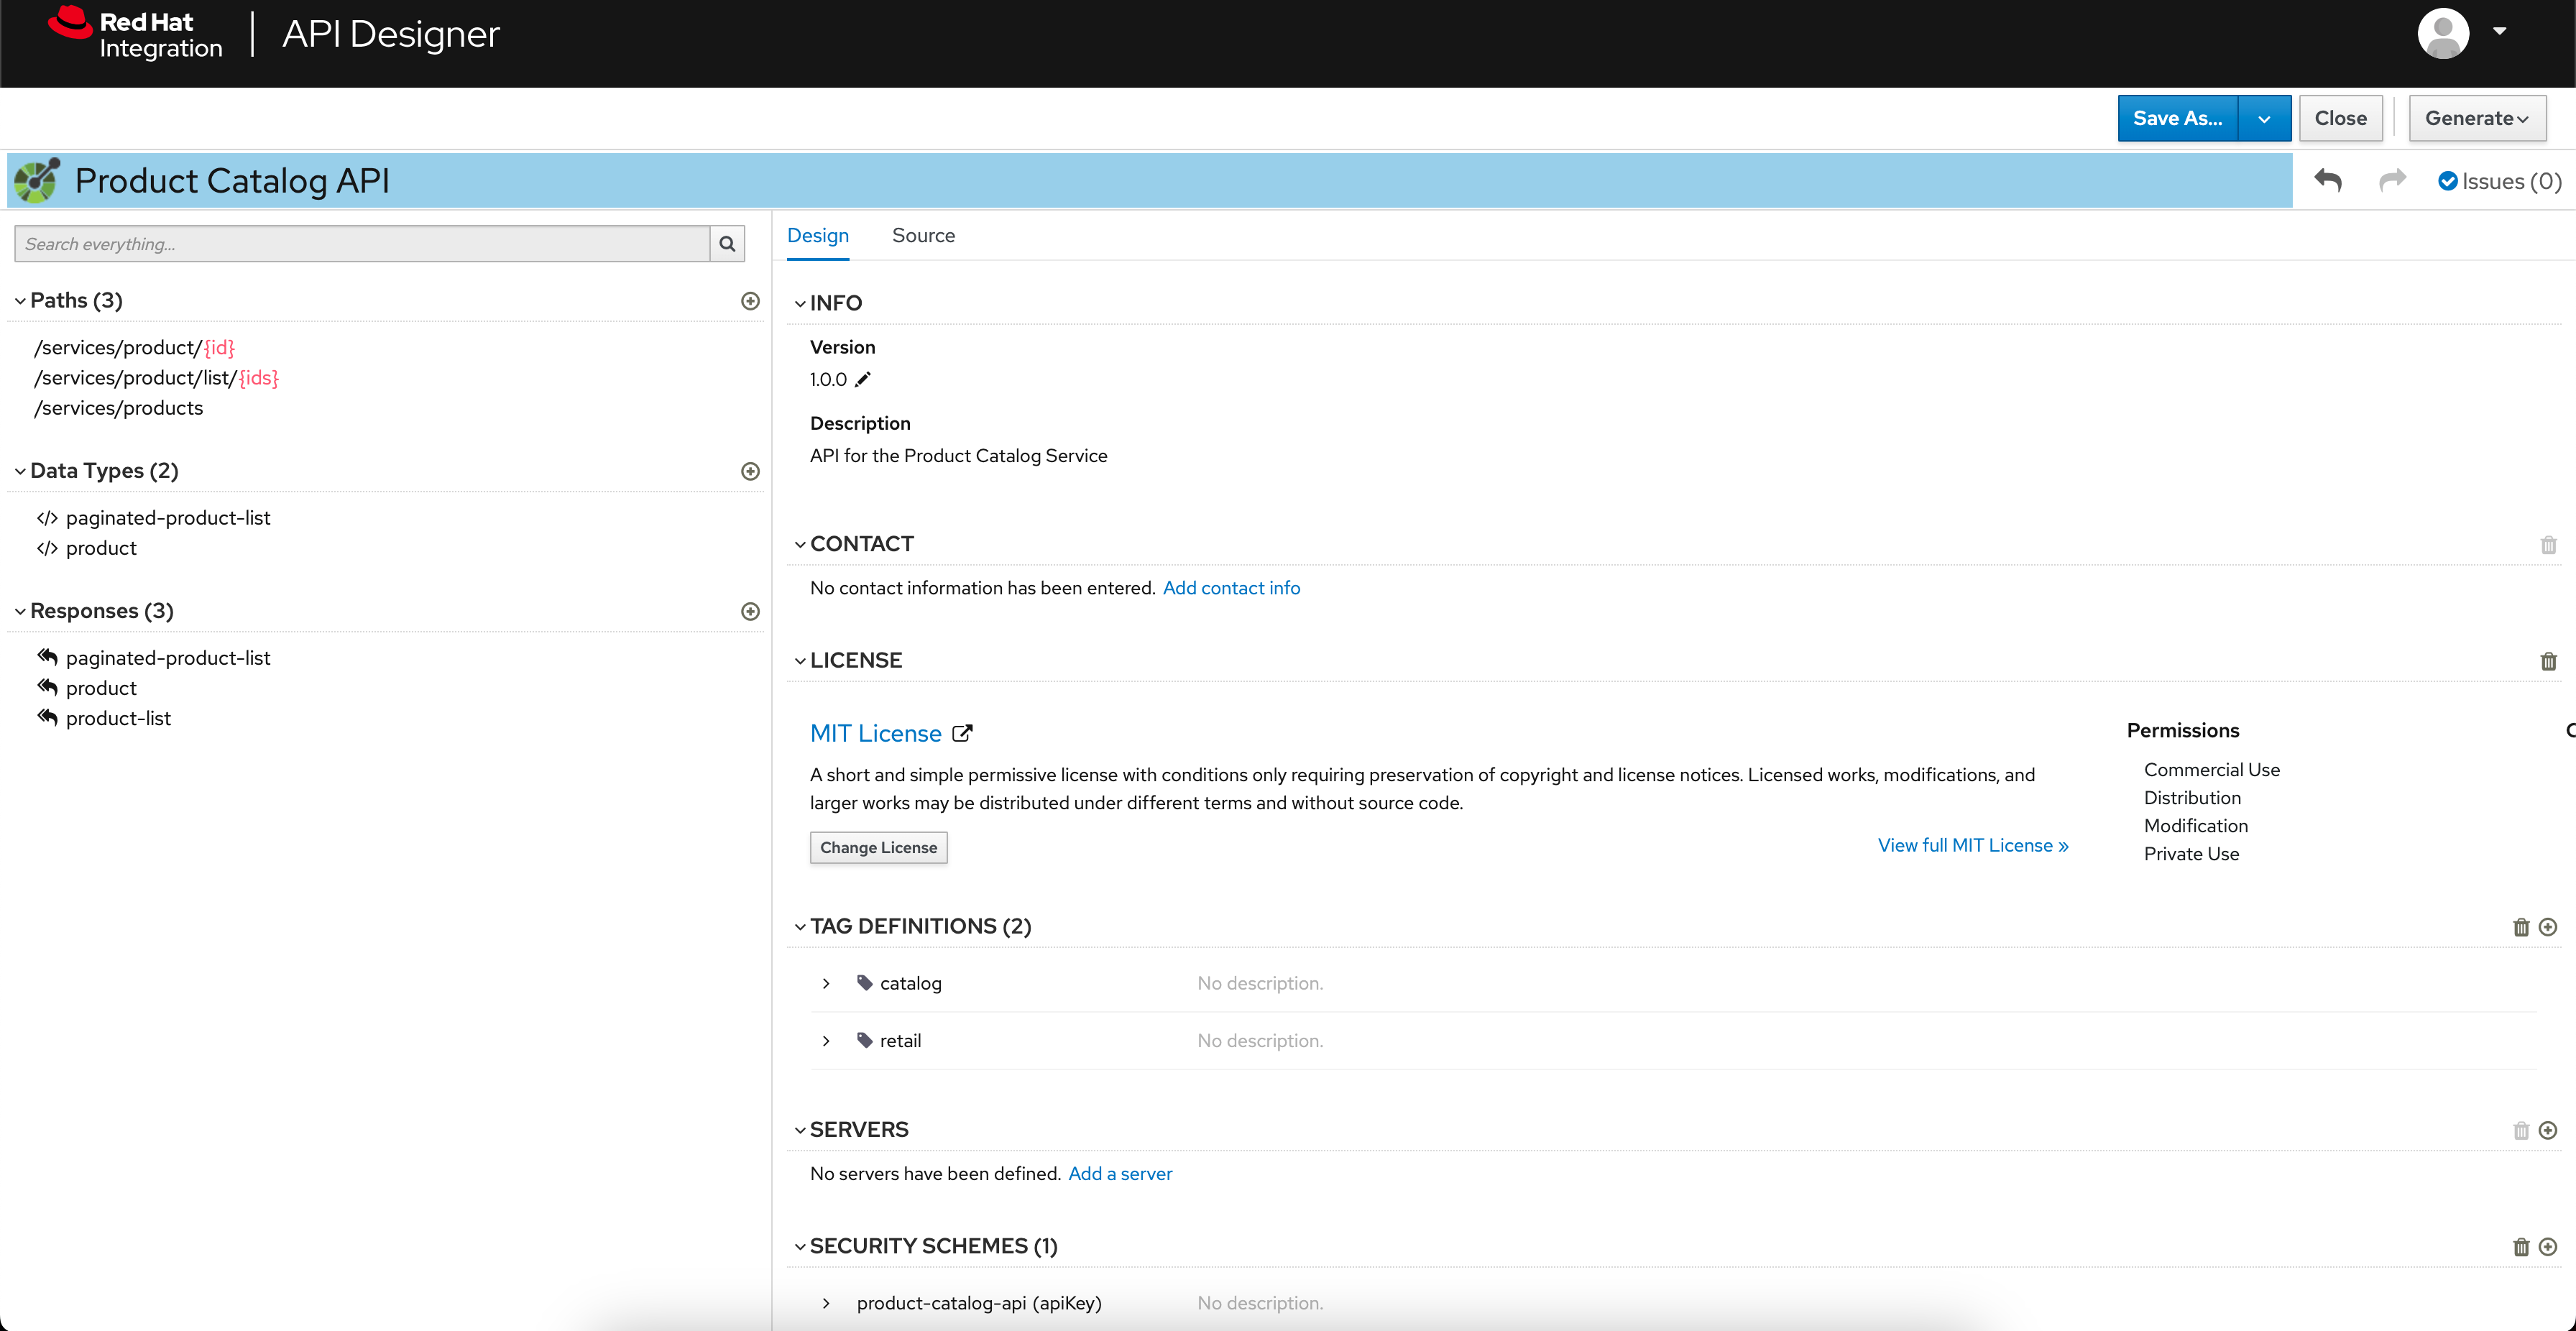 Red Hat
Integration
API Designer
Save As...
Close
Generate
Product Catalog API
Issues (0)
Search everything...
Paths (3)
/services/product/{id}
/services/product/list/{ids}
/services/products
Data Types (2)
</> paginated-product-list
</> product
Responses (3)
paginated-product-list
product
product-list
Design
Source
INFO
Version
1.0.0
Description
API for the Product Catalog Service
CONTACT
No contact information has been entered. Add contact info
LICENSE
MIT License
A short and simple permissive license with conditions only requiring preservation of copyright and license notices. Licensed works, modifications, and
larger works may be distributed under different terms and without source code.
Change License
View full MIT License »
Permissions
Commercial Use
Distribution
Modification
Private Use
TAG DEFINITIONS (2)
catalog No description.
retail No description.
SERVERS
No servers have been defined. Add a server
SECURITY SCHEMES (1)
product-catalog-api (apiKey) No description.